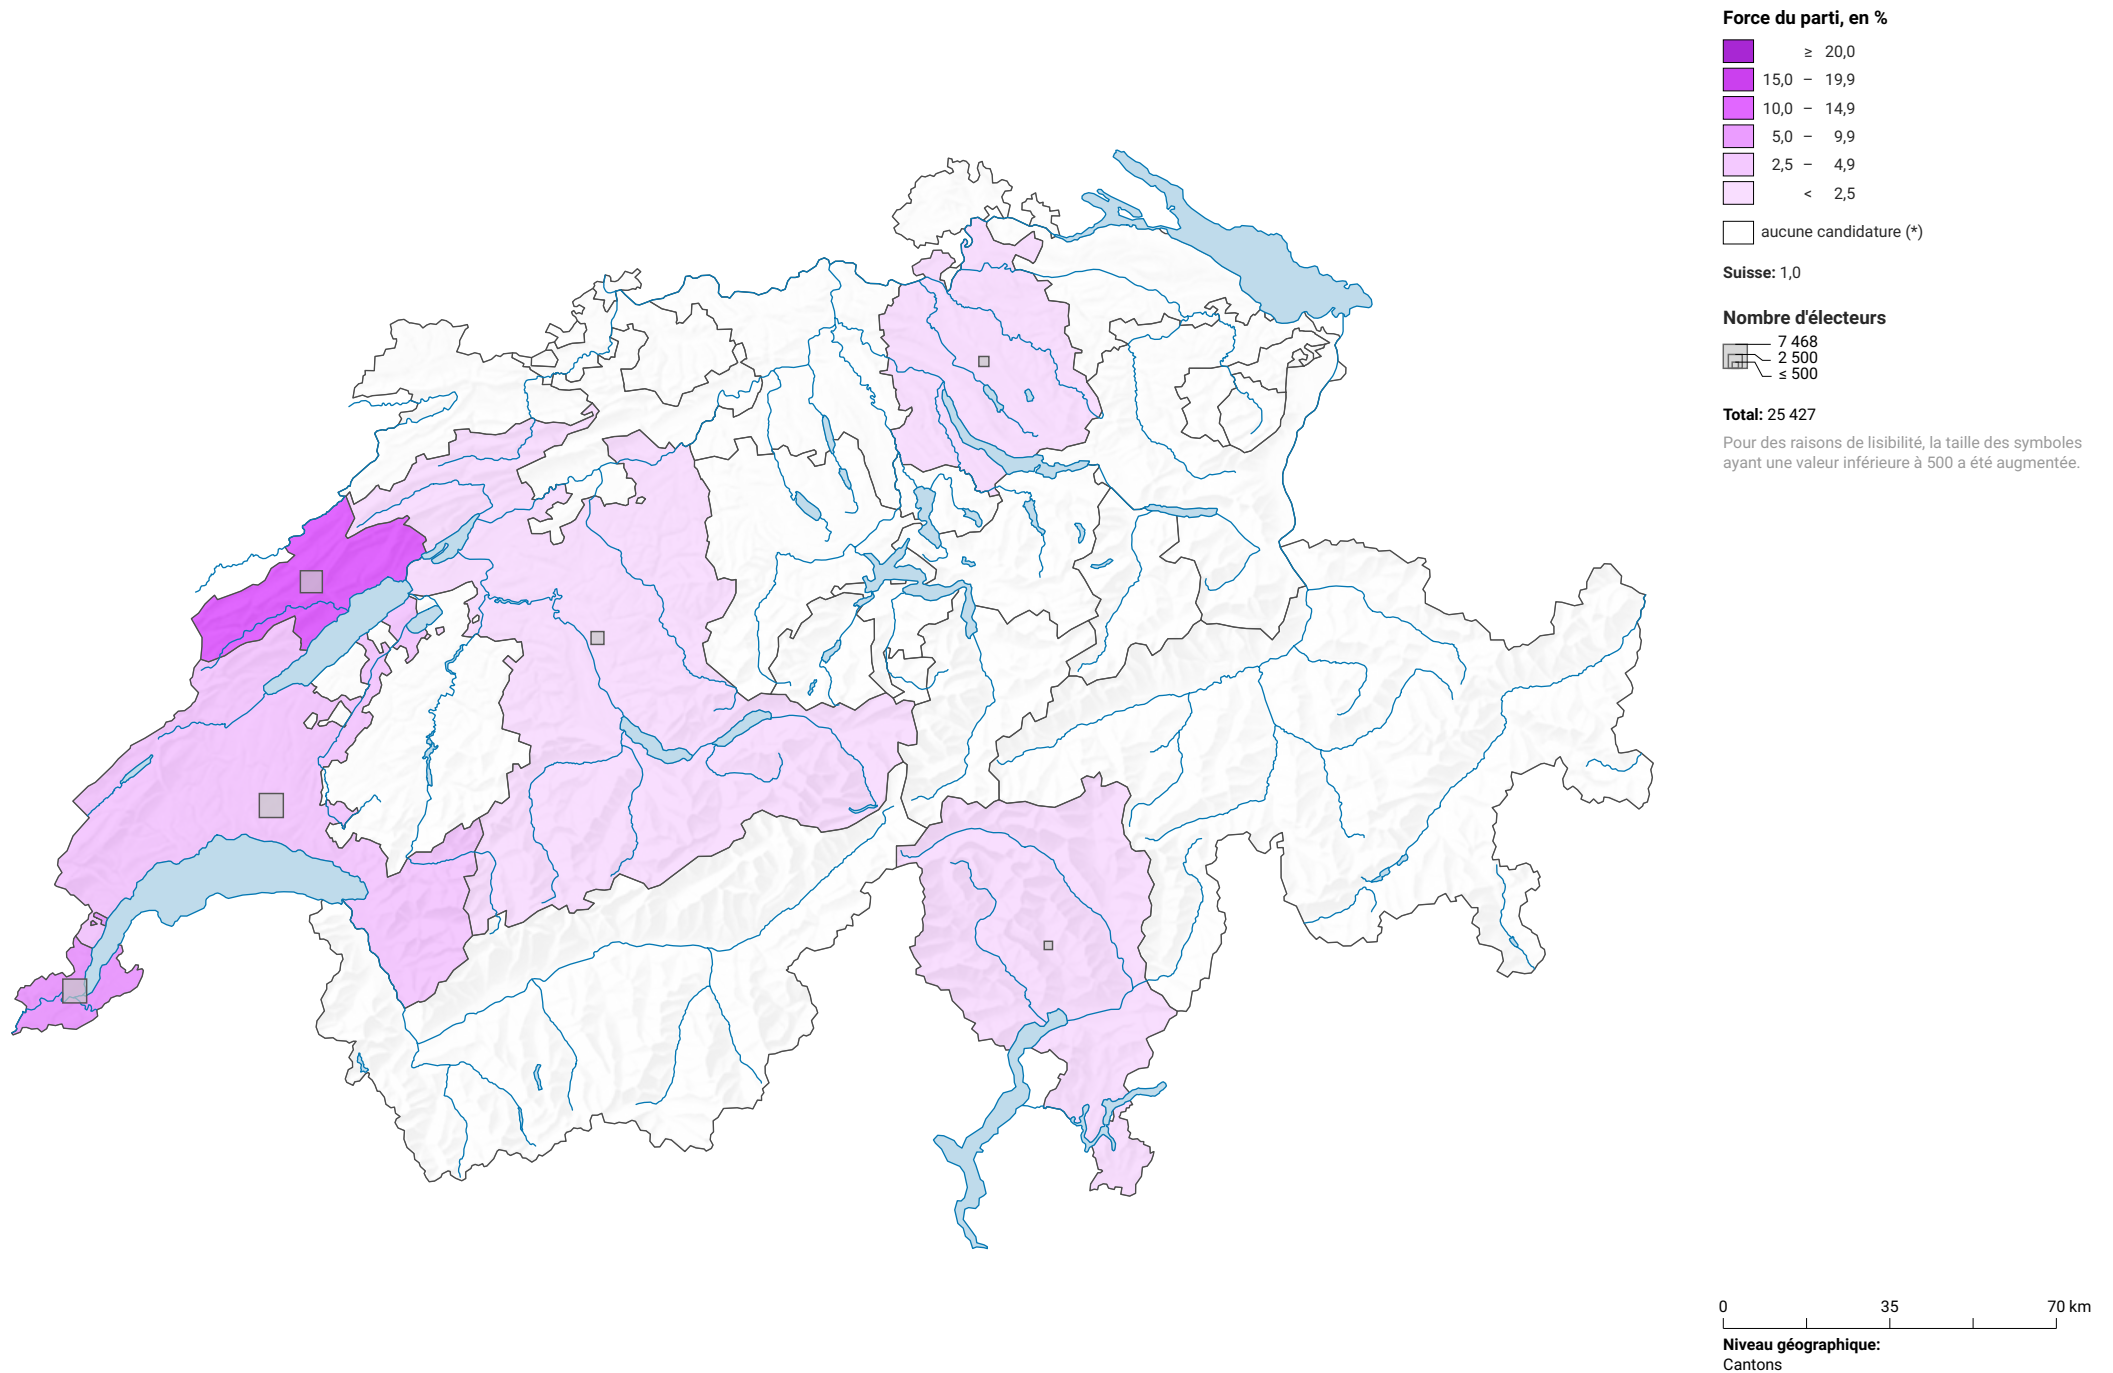 Force du parti, en %
≥ 20,0
15,0 – 19,9
10,0 – 14,9
5,0 – 9,9
2,5 – 4,9
< 2,5
aucune candidature (*)
Suisse: 1,0
Nombre d'électeurs
7 468
2 500
≤ 500
Total: 25 427
Pour des raisons de lisibilité, la taille des symboles
ayant une valeur inférieure à 500 a été augmentée.
0 35 70 km
Niveau géographique:
Cantons